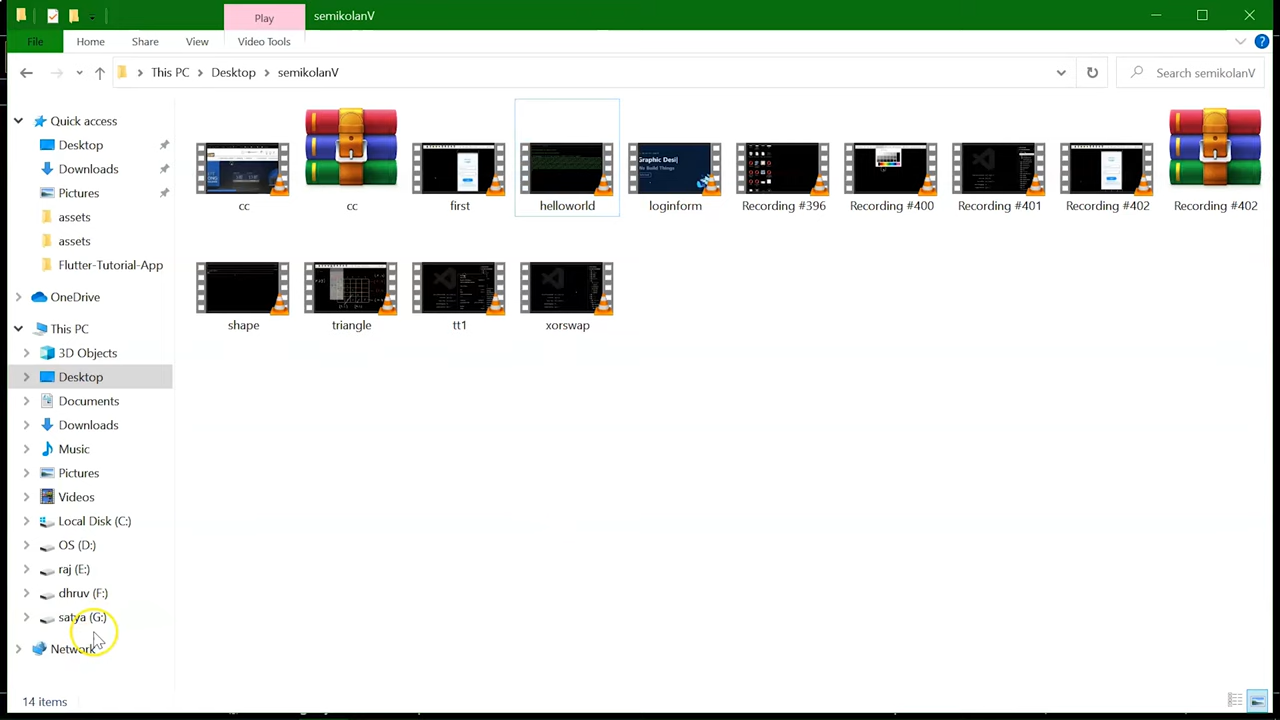 Play
semikolanV
File
Home
Share
View
Video Tools
This PC
Desktop
semikolanV
Search semikolanV
Quick access
Desktop
Downloads
Pictures
assets
assets
Flutter-Tutorial-App
OneDrive
This PC
3D Objects
Desktop
Documents
Downloads
Music
Pictures
Videos
Local Disk (C:)
OS (D:)
raj (E:)
dhruv (F:)
satya (G:)
Network
cc
cc
first
helloworld
Graphic Desi
loginform
Recording #396
Recording #400
Recording #401
Recording #402
Recording #402
shape
triangle
tt1
xorswap
14 items